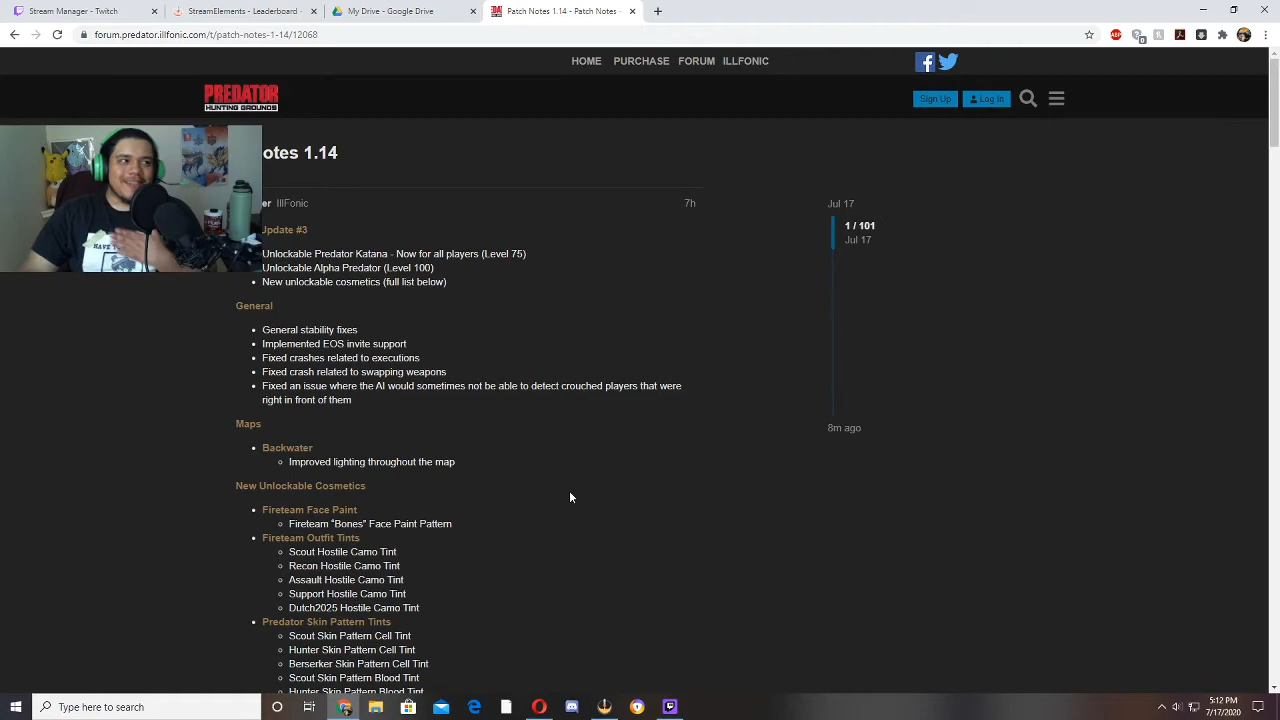 Stream Manager - Twitch
StreamElements - Leaderboard -
My Drive - Google Drive
Patch Notes 1.14 - Patch Notes -
forum.predator.illfonic.com/t/patch-notes-1-14/12068
HOME PURCHASE FORUM ILLFONIC
PREDATOR
HUNTING GROUNDS
Sign Up Log In
otes 1.14
er IllFonic 7h
Update #3
Unlockable Predator Katana - Now for all players (Level 75)
Unlockable Alpha Predator (Level 100)
• New unlockable cosmetics (full list below)
General
• General stability fixes
• Implemented EOS invite support
• Fixed crashes related to executions
• Fixed crash related to swapping weapons
• Fixed an issue where the AI would sometimes not be able to detect crouched players that were
right in front of them
Maps
• Backwater
Improved lighting throughout the map
New Unlockable Cosmetics
• Fireteam Face Paint
Fireteam “Bones” Face Paint Pattern
• Fireteam Outfit Tints
Scout Hostile Camo Tint
Recon Hostile Camo Tint
Assault Hostile Camo Tint
Support Hostile Camo Tint
Dutch2025 Hostile Camo Tint
• Predator Skin Pattern Tints
Scout Skin Pattern Cell Tint
Hunter Skin Pattern Cell Tint
Berserker Skin Pattern Cell Tint
Scout Skin Pattern Blood Tint
Hunter Skin Pattern Blood Tint
Jul 17
1 / 101
Jul 17
8m ago
HAVE
Type here to search
5:12 PM
7/17/2020